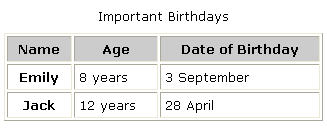 Important Birthdays
Name Age Date of Birthday
Emily 8 years 3 September
Jack 12 years 28 April